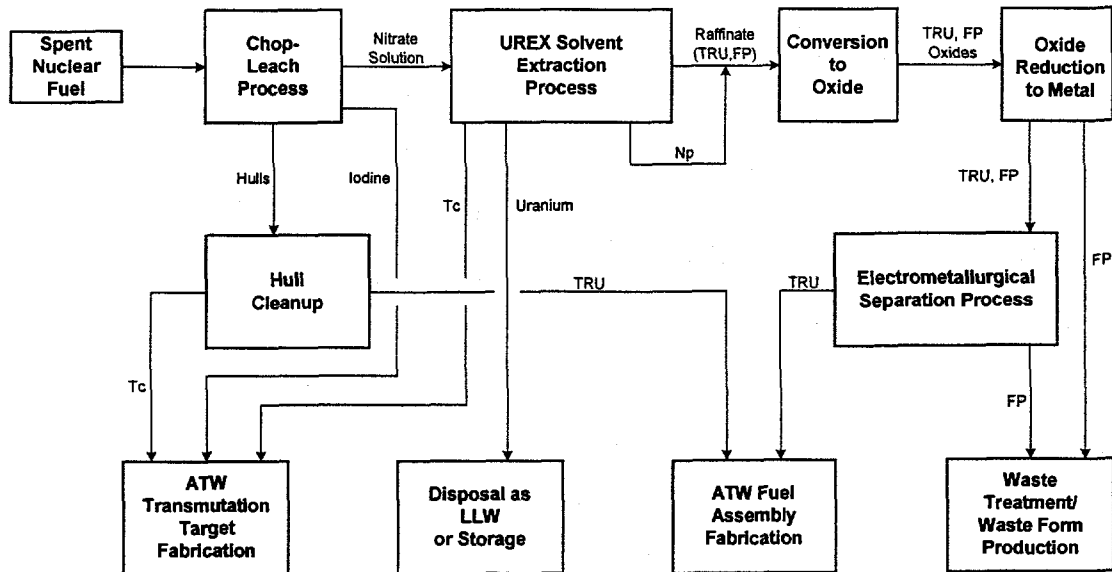 Spent
Nuclear
Fuel
Chop-
Leach
Process
Nitrate
Solution
UREX Solvent
Extraction
Process
Raffinate
(TRU,FP)
Conversion
to
Oxide
TRU, FP
Oxides
Oxide
Reduction
to Metal
Hulls
Iodine
Tc
Uranium
Np
TRU, FP
FP
Hull
Cleanup
TRU
TRU
Electrometallurgical
Separation Process
Tc
FP
ATW
Transmutation
Target
Fabrication
Disposal as
LLW
or Storage
ATW Fuel
Assembly
Fabrication
Waste
Treatment/
Waste Form
Production